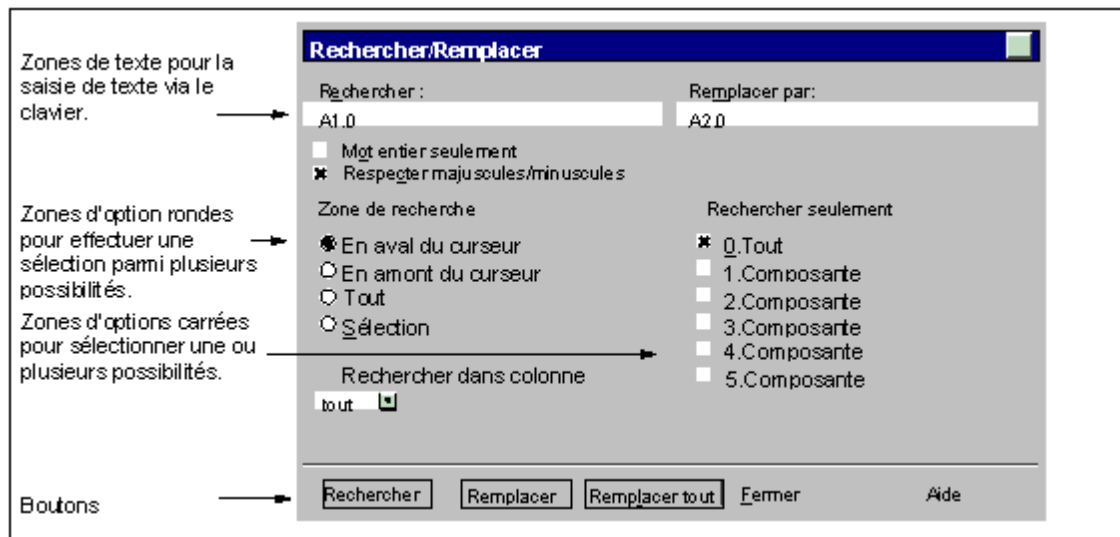 Rechercher/Remplacer
Zones de texte pour la
saisie de texte via le
clavier.
Rechercher :
Remplacer par:
A1.0
A2.0
Mot entier seulement
Respecter majuscules/minuscules
Zones d'option rondes
pour effectuer une
sélection parmi plusieurs
possibilités.
Zone de recherche
Rechercher seulement
En aval du curseur
En amont du curseur
Tout
Sélection
0.Tout
1.Composante
2.Composante
3.Composante
4.Composante
5.Composante
Zones d'options carrées
pour sélectionner une ou
plusieurs possibilités.
Rechercher dans colonne
tout
Boutons
Rechercher
Remplacer
Remplacer tout
Fermer
Aide